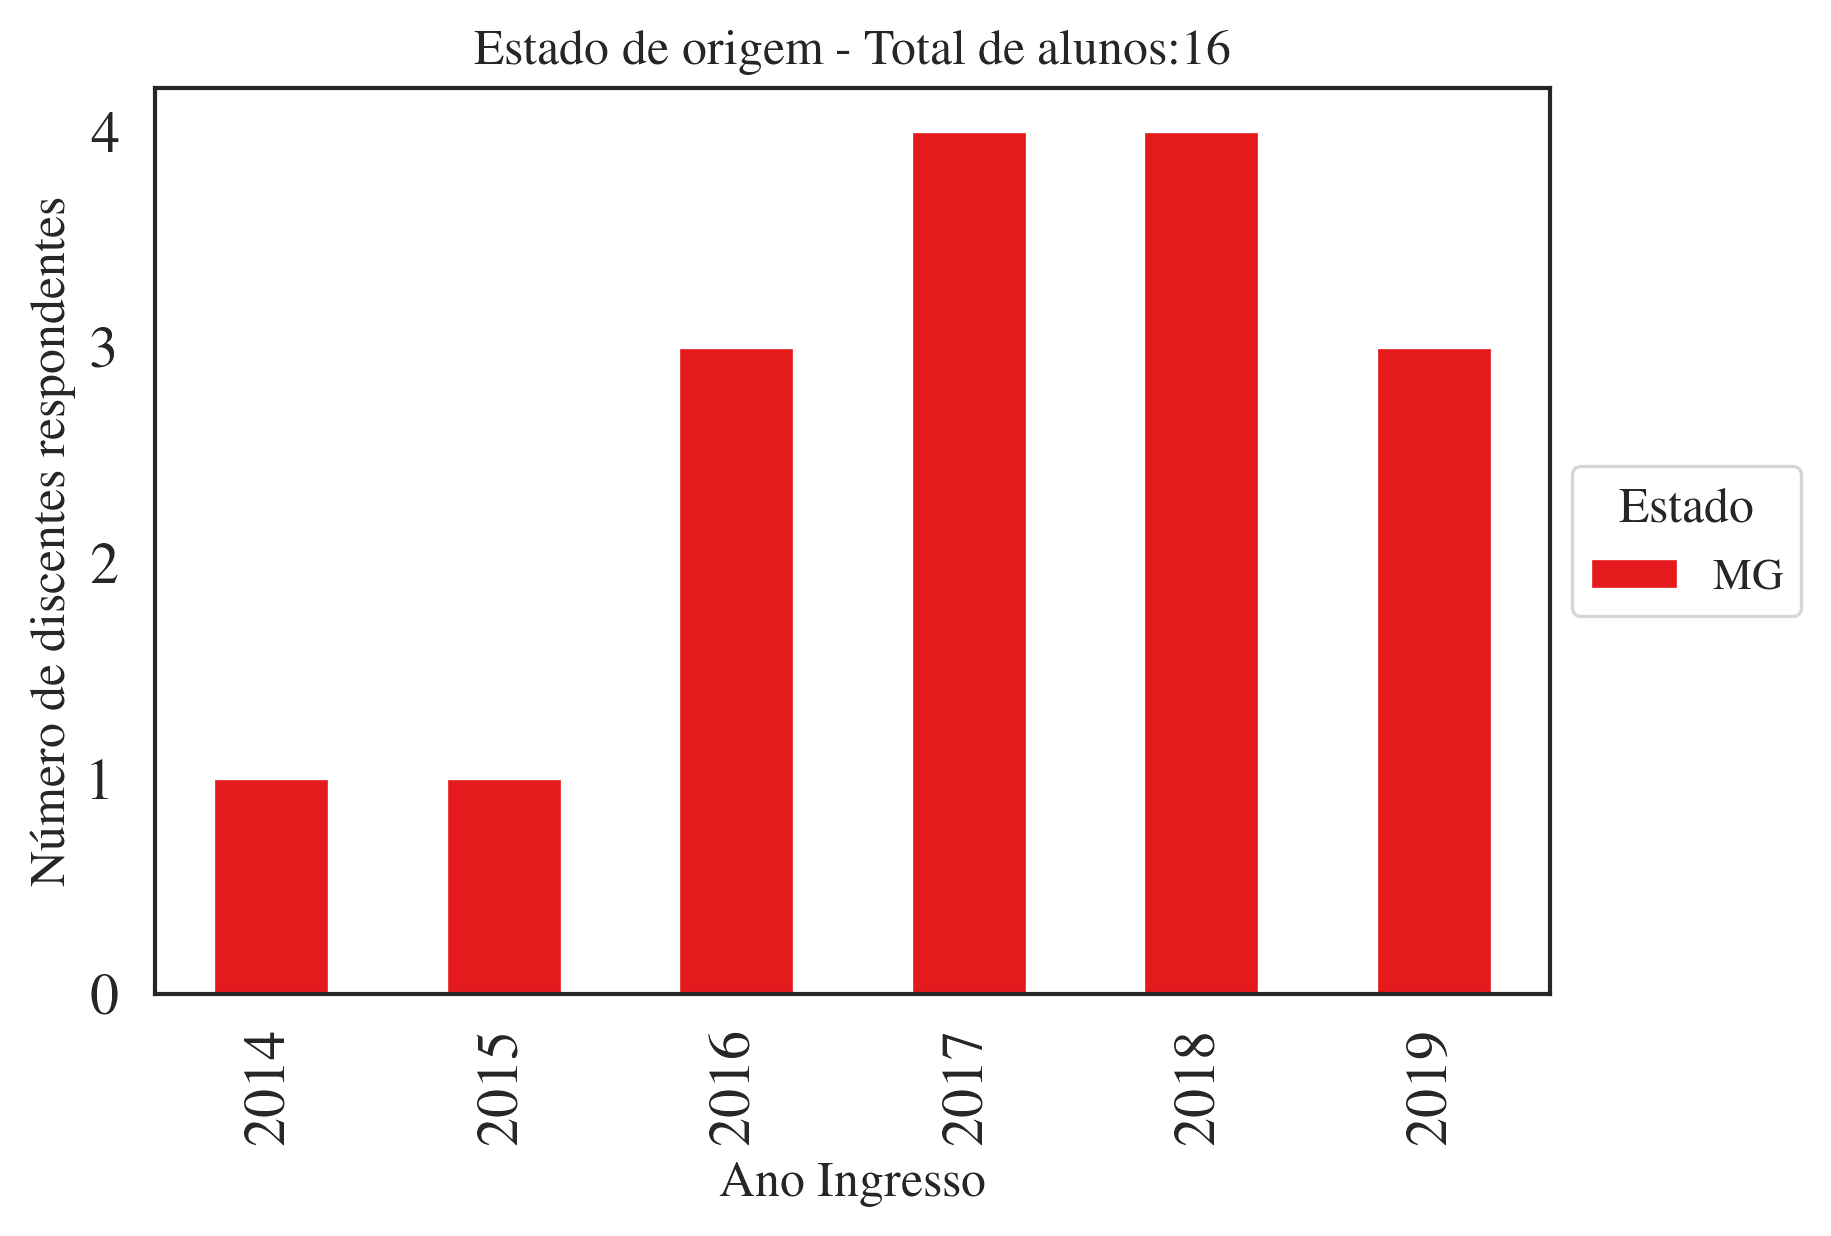 Estado de origem - Total de alunos:16
Número de discentes respondentes
4
3
2
1
0
2014
2015
2016
2017
2018
2019
Ano Ingresso
Estado
MG